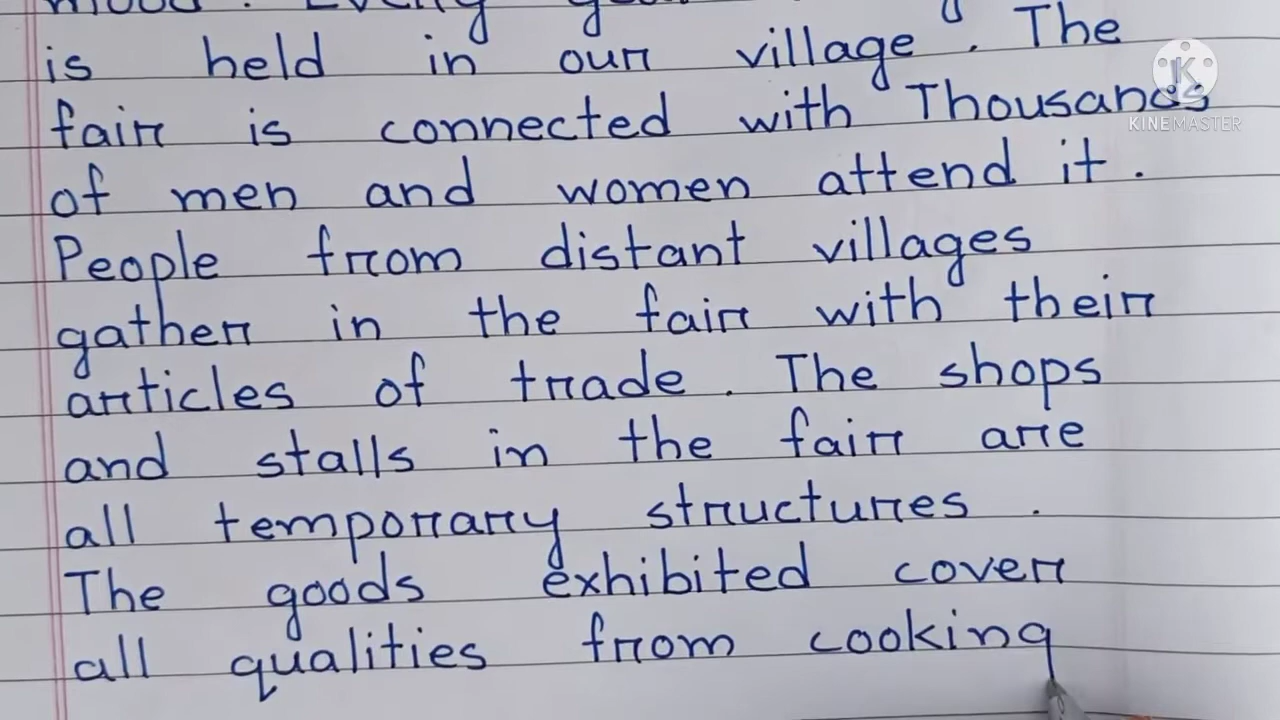 mood. Every
is held in our village. The
fair is connected with Thousands
of men and women attend it.
People from distant villages
gather in the fair with their
articles of trade. The shops
and stalls in the fair are
all temporary structures.
The goods exhibited cover
all qualities from cooking
KINEMASTER